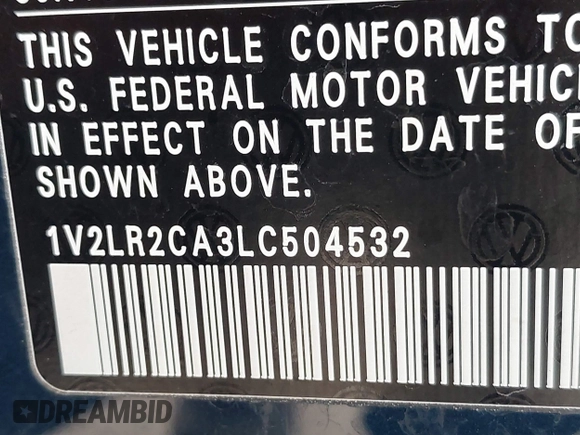 THIS VEHICLE CONFORMS TO
U.S. FEDERAL MOTOR VEHIC
IN EFFECT ON THE DATE OF
SHOWN ABOVE.
1V2LR2CA3LC504532
DREAMBID